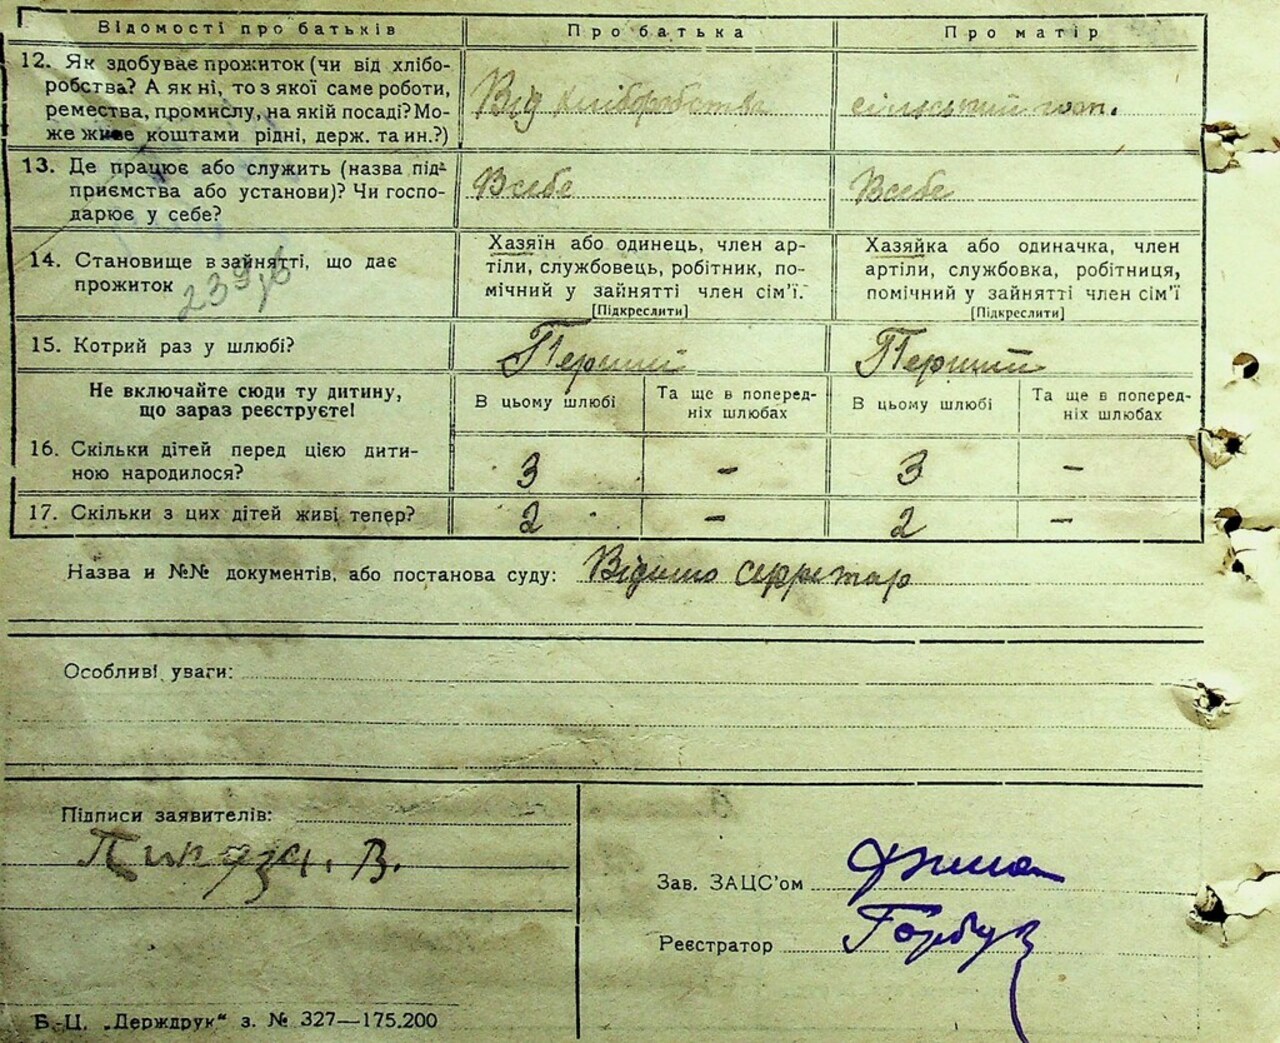 Відомості про батьків
Про батька
Про матір
12. Як здобуває прожиток (чи від хлібо-
робства? А як ні, то з якої саме роботи,
ремества, промислу, на якій посаді? Мо-
же живе коштами рідні, держ. та ин.?)
Від хліборобства
сільський госп.
13. Де працює або служить (назва під-
приємства або установи)? Чи госпо-
дарює у себе?
В себе
В себе
14. Становище в зайнятті, що дає
прожиток
Хазяїн або одинець, член ар-
тіли, службовець, робітник, по-
мічний у зайнятті член сім'ї.
[Підкреслити]
Хазяйка або одиначка, член
артіли, службовка, робітниця,
помічний у зайнятті член сім'ї
[Підкреслити]
15. Котрий раз у шлюбі?
Перший
Перший
Не включайте сюди ту дитину,
що зараз реєструєте!
В цьому шлюбі
Та ще в поперед-
ніх шлюбах
В цьому шлюбі
Та ще в поперед-
ніх шлюбах
16. Скільки дітей перед цією дити-
ною народилося?
3 - 3 -
17. Скільки з цих дітей живі тепер?
2 - 2 -
Назва и №№ документів, або постанова суду:
Особливі уваги:
Підписи заявителів:
Зав. ЗАЦС'ом
Реєстратор Горбуз
Б.-Ц. „Держдрук“ з. № 327—175.200